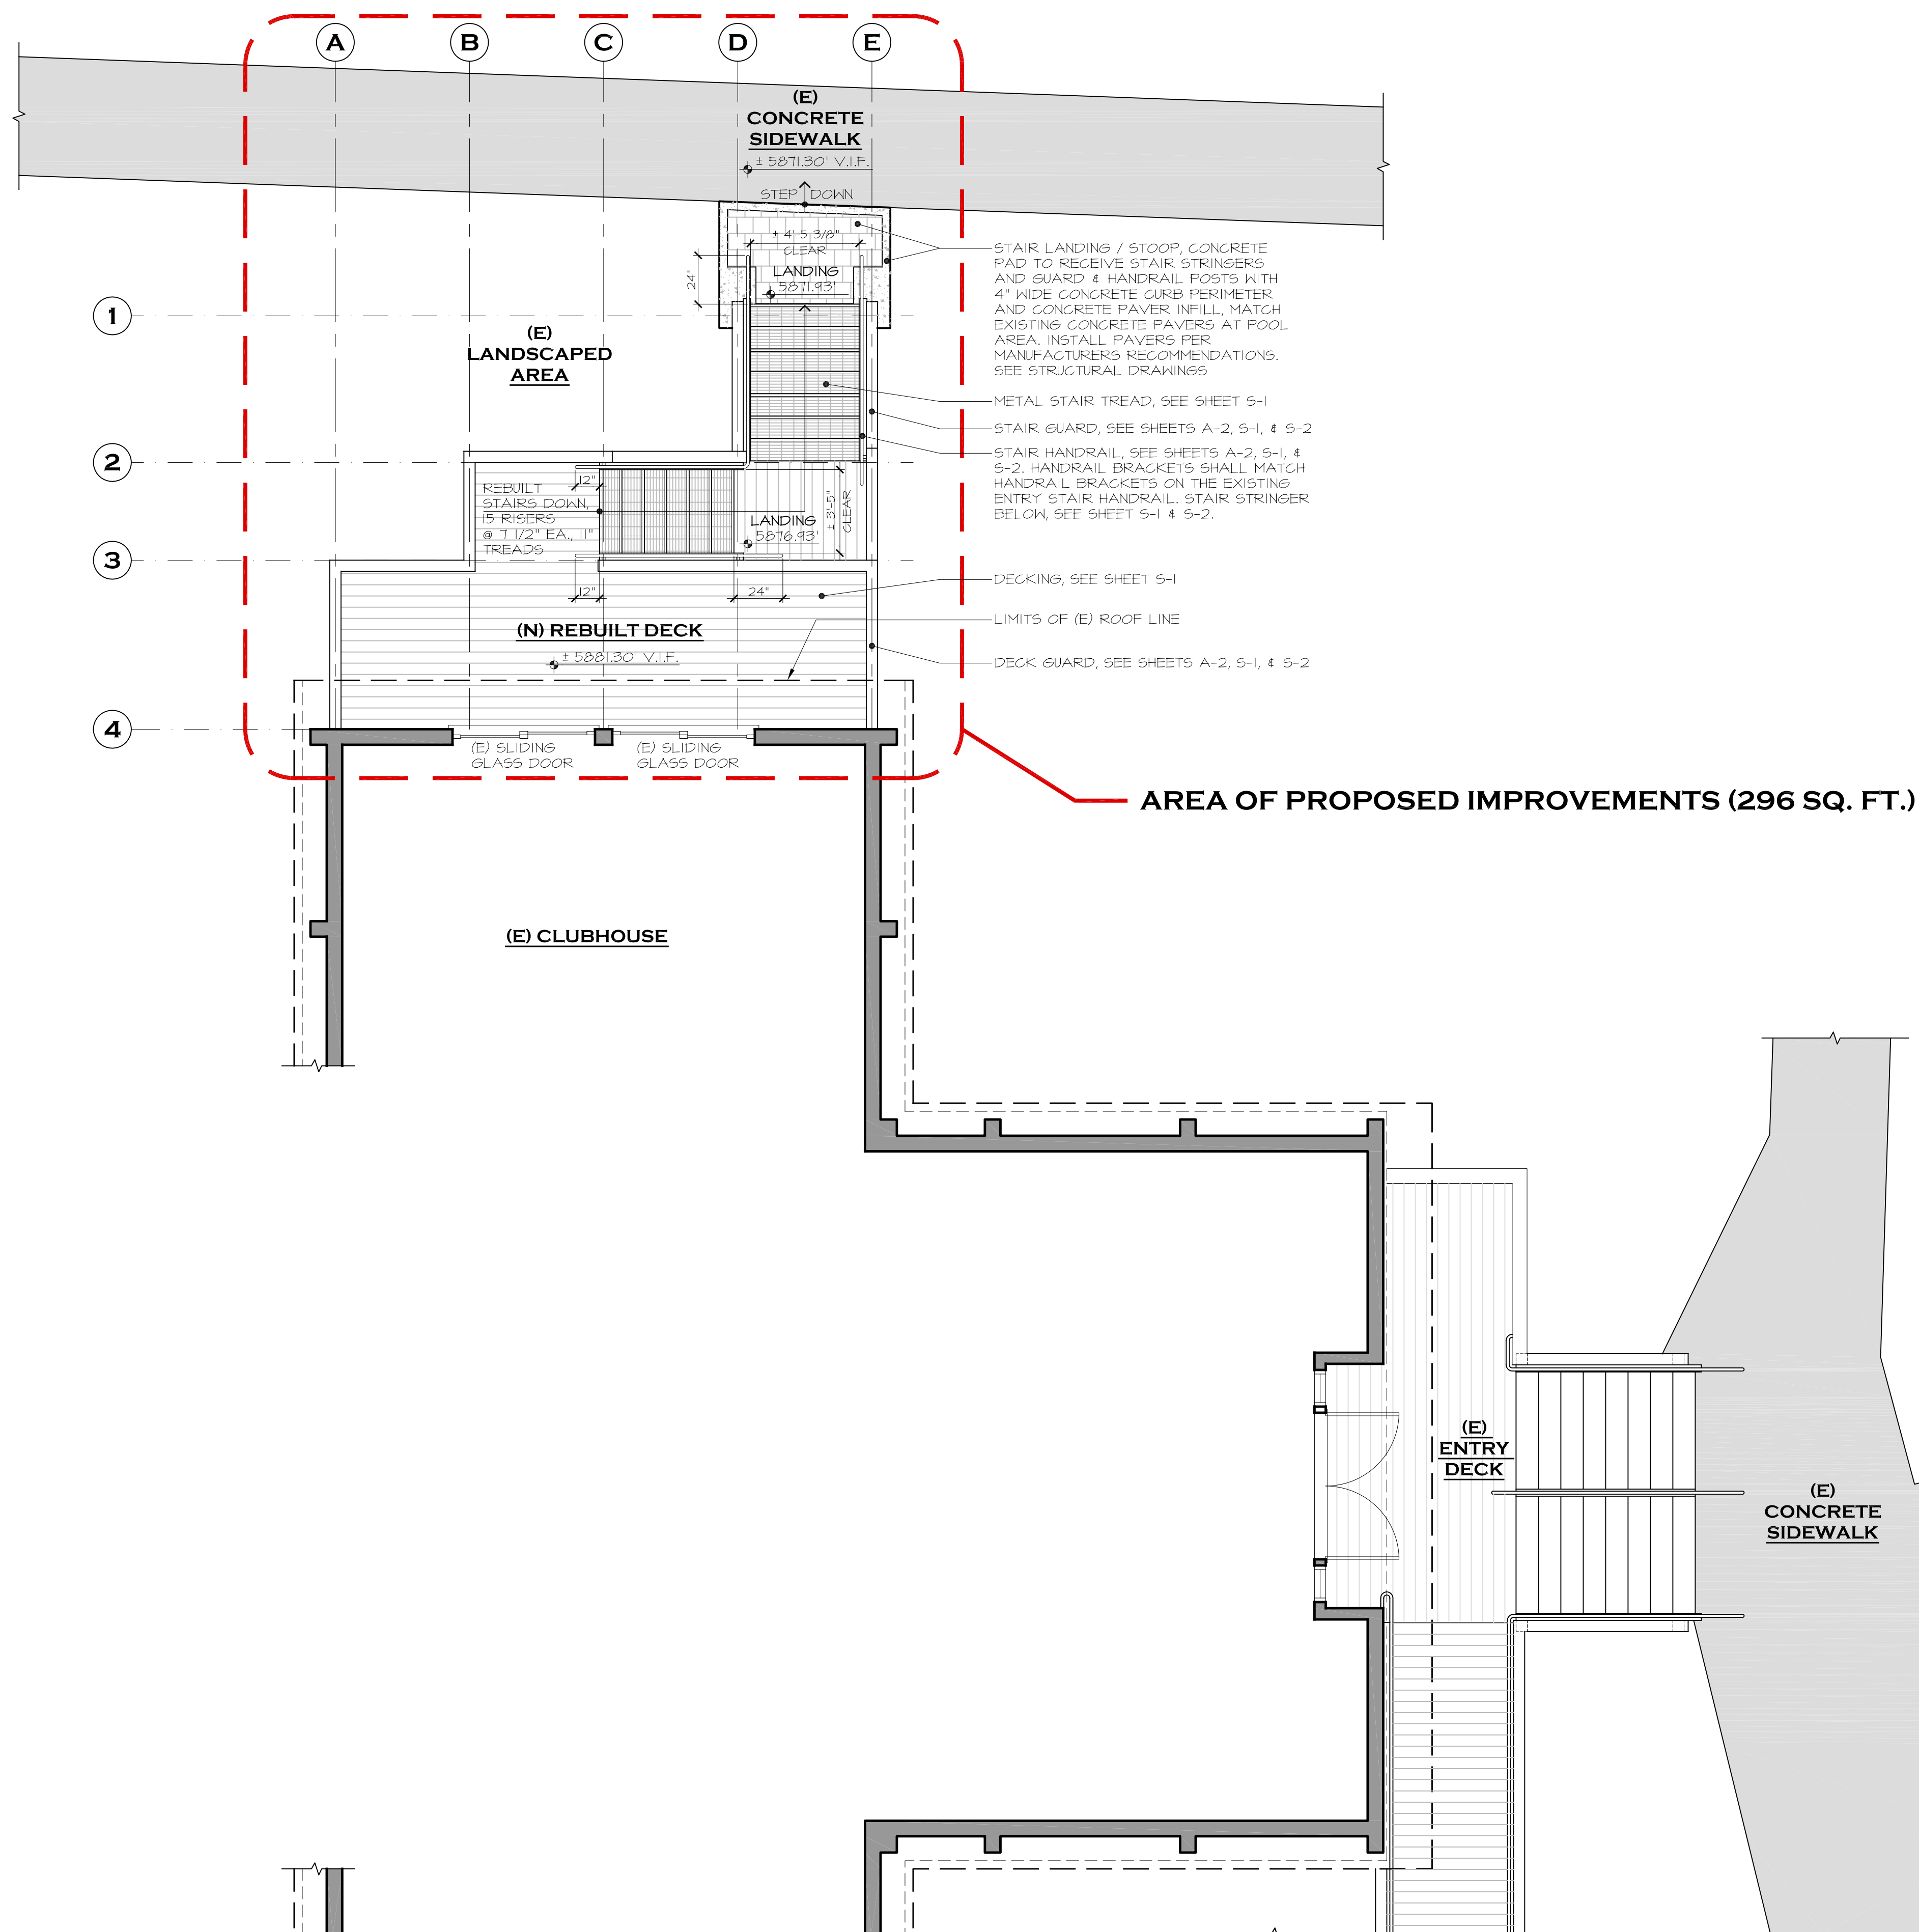 A
B
C
D
E
(E)
CONCRETE
SIDEWALK
± 5871.30' V.I.F.
STEP DOWN
± 4'-5 3/8"
CLEAR
24"
LANDING
5871.93'
STAIR LANDING / STOOP, CONCRETE
PAD TO RECEIVE STAIR STRINGERS
AND GUARD & HANDRAIL POSTS WITH
4" WIDE CONCRETE CURB PERIMETER
AND CONCRETE PAVER INFILL, MATCH
EXISTING CONCRETE PAVERS AT POOL
AREA. INSTALL PAVERS PER
MANUFACTURERS RECOMMENDATIONS.
SEE STRUCTURAL DRAWINGS
1
(E)
LANDSCAPED
AREA
METAL STAIR TREAD, SEE SHEET S-1
STAIR GUARD, SEE SHEETS A-2, S-1, & S-2
STAIR HANDRAIL, SEE SHEETS A-2, S-1, &
S-2. HANDRAIL BRACKETS SHALL MATCH
HANDRAIL BRACKETS ON THE EXISTING
ENTRY STAIR HANDRAIL. STAIR STRINGER
BELOW, SEE SHEET S-1 & S-2.
2
12"
REBUILT
STAIRS DOWN,
15 RISERS
@ 7 1/2" EA., 11"
TREADS
LANDING
5876.93'
± 3'-5"
CLEAR
3
12"
24"
DECKING, SEE SHEET S-1
LIMITS OF (E) ROOF LINE
(N) REBUILT DECK
± 5881.30' V.I.F.
DECK GUARD, SEE SHEETS A-2, S-1, & S-2
4
(E) SLIDING
GLASS DOOR
(E) SLIDING
GLASS DOOR
AREA OF PROPOSED IMPROVEMENTS (296 SQ. FT.)
(E) CLUBHOUSE
(E)
ENTRY
DECK
(E)
CONCRETE
SIDEWALK